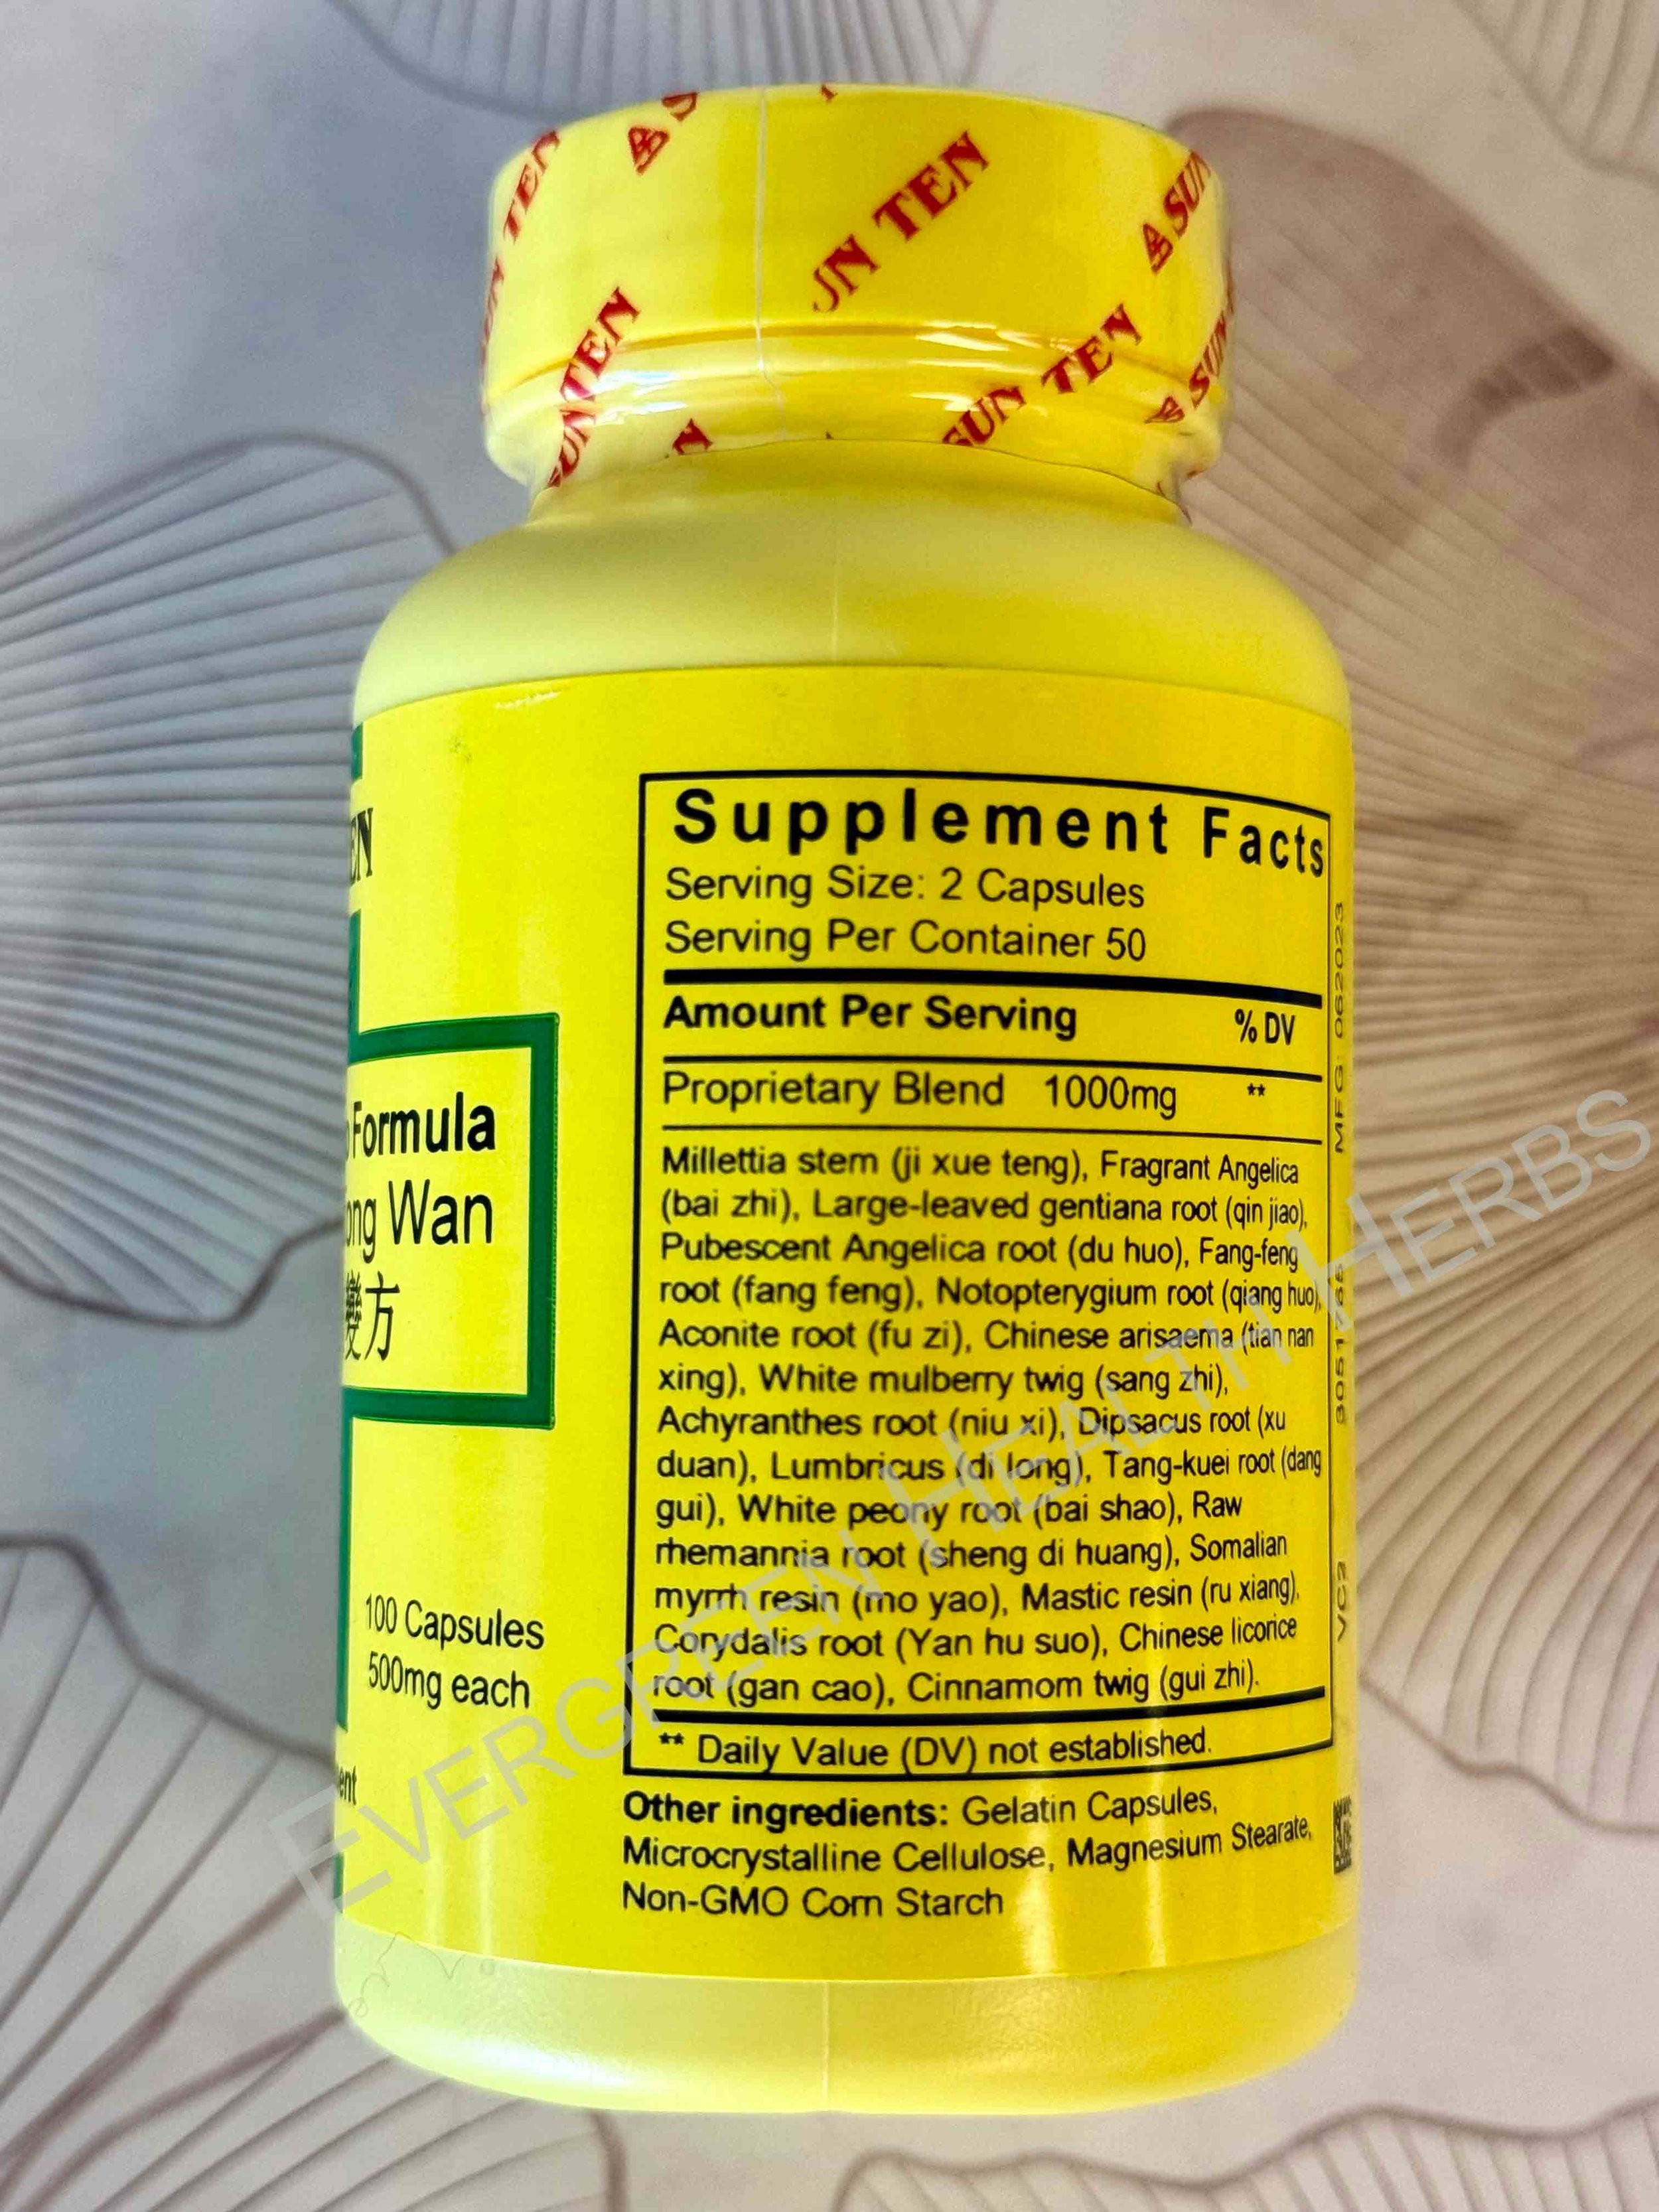 SUN TEN
SUN TEN
SUN TEN
Formula
Wan
變方
100 Capsules
500mg each
Supplement Facts
Serving Size: 2 Capsules
Serving Per Container 50
Amount Per Serving % DV
Proprietary Blend 1000mg **
Millettia stem (ji xue teng), Fragrant Angelica
(bai zhi), Large-leaved gentiana root (qin jiao),
Pubescent Angelica root (du huo), Fang-feng
root (fang feng), Notopterygium root (qiang huo),
Aconite root (fu zi), Chinese arisaema (tian nan
xing), White mulberry twig (sang zhi),
Achyranthes root (niu xi), Dipsacus root (xu
duan), Lumbricus (di long), Tang-kuei root (dang
gui), White peony root (bai shao), Raw
rhemannia root (sheng di huang), Somalian
myrrh resin (mo yao), Mastic resin (ru xiang),
Corydalis root (Yan hu suo), Chinese licorice
root (gan cao), Cinnamom twig (gui zhi).
** Daily Value (DV) not established.
Other ingredients: Gelatin Capsules,
Microcrystalline Cellulose, Magnesium Stearate,
Non-GMO Corn Starch
MFG: 062023
VC2
EVERGREEN HEALTH HERBS